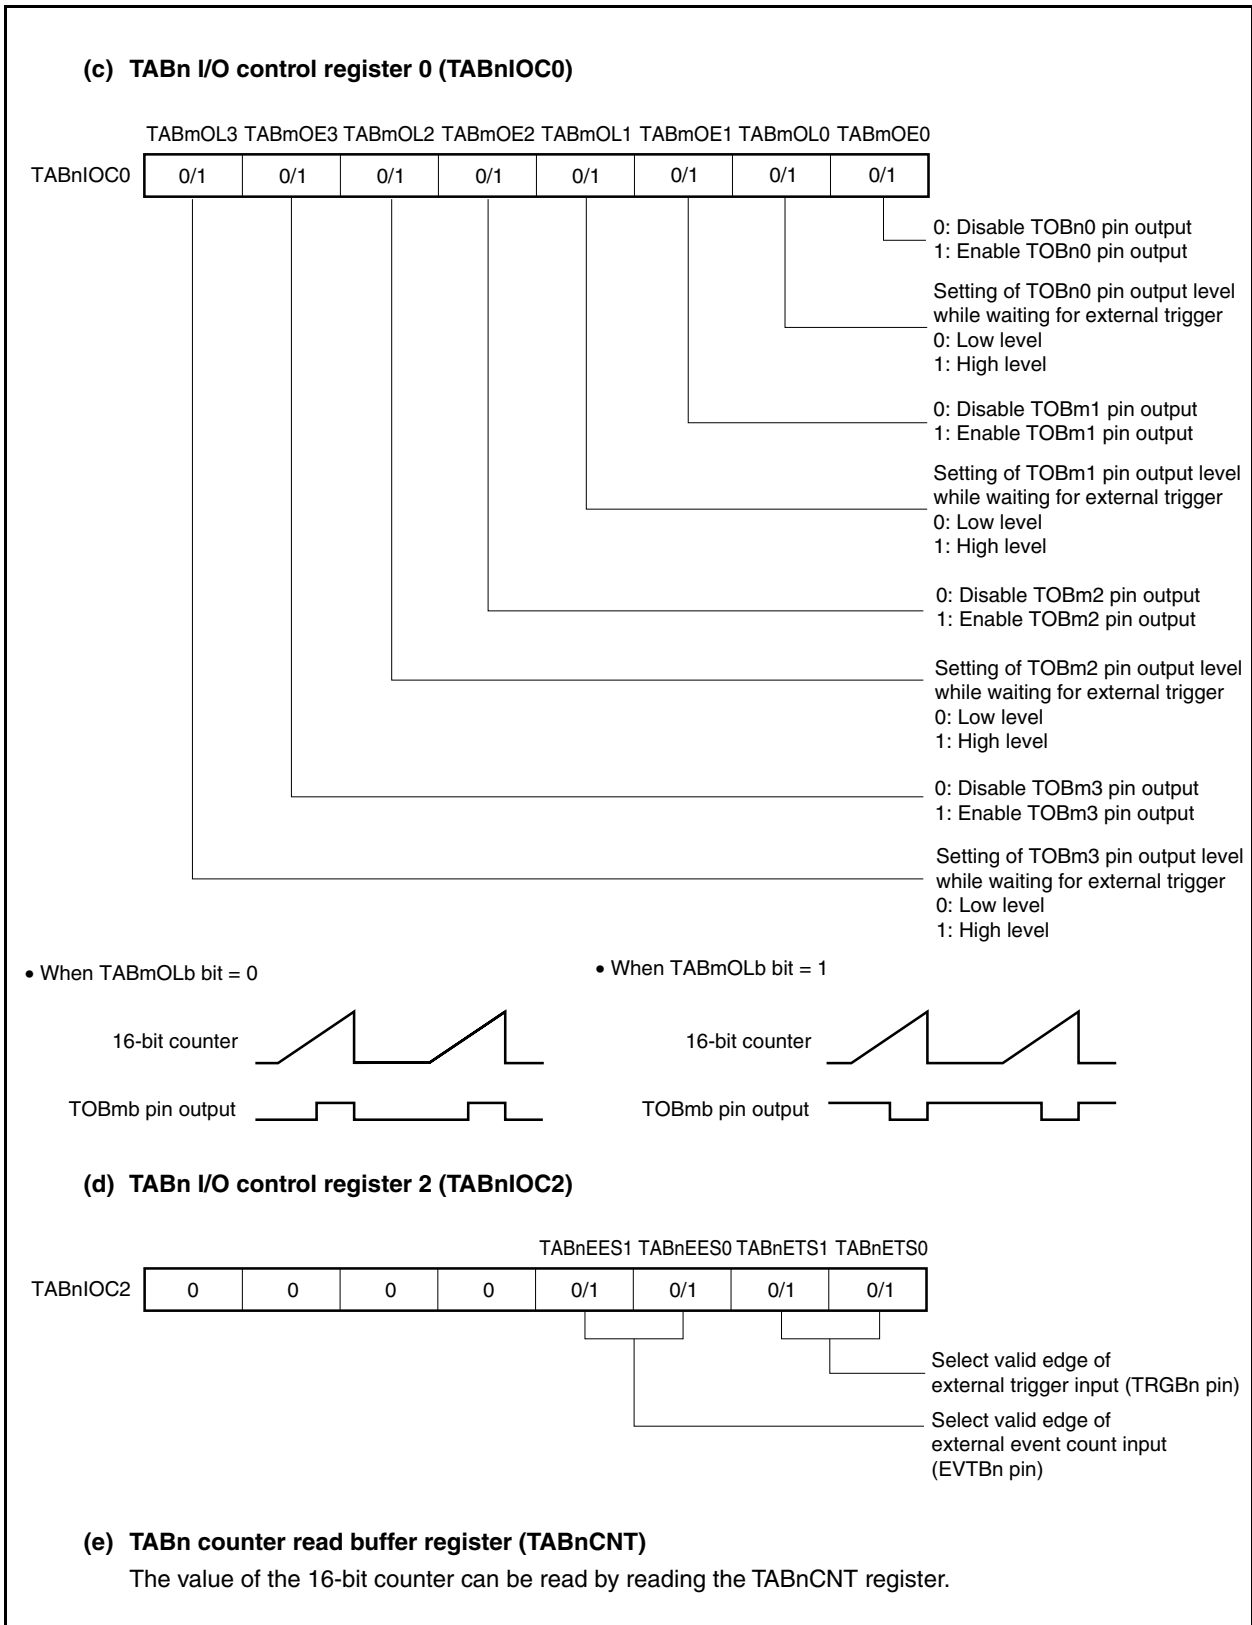 (c) TABn I/O control register 0 (TABnIOC0)
TABmOL3 TABmOE3 TABmOL2 TABmOE2 TABmOL1 TABmOE1 TABmOL0 TABmOE0
TABnIOC0 0/1 0/1 0/1 0/1 0/1 0/1 0/1 0/1
0: Disable TOBn0 pin output
1: Enable TOBn0 pin output
Setting of TOBn0 pin output level
while waiting for external trigger
0: Low level
1: High level
0: Disable TOBm1 pin output
1: Enable TOBm1 pin output
Setting of TOBm1 pin output level
while waiting for external trigger
0: Low level
1: High level
0: Disable TOBm2 pin output
1: Enable TOBm2 pin output
Setting of TOBm2 pin output level
while waiting for external trigger
0: Low level
1: High level
0: Disable TOBm3 pin output
1: Enable TOBm3 pin output
Setting of TOBm3 pin output level
while waiting for external trigger
0: Low level
1: High level
• When TABmOLb bit = 0
16-bit counter
TOBmb pin output
• When TABmOLb bit = 1
16-bit counter
TOBmb pin output
(d) TABn I/O control register 2 (TABnIOC2)
TABnEES1 TABnEES0 TABnETS1 TABnETS0
TABnIOC2 0 0 0 0 0/1 0/1 0/1 0/1
Select valid edge of
external trigger input (TRGBn pin)
Select valid edge of
external event count input
(EVTBn pin)
(e) TABn counter read buffer register (TABnCNT)
The value of the 16-bit counter can be read by reading the TABnCNT register.